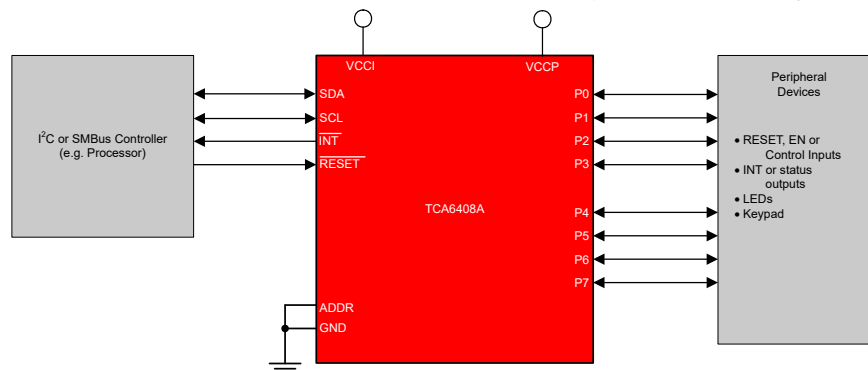 VCCI
VCCP
I²C or SMBus Controller
(e.g. Processor)
SDA
SCL
INT
RESET
ADDR
GND
TCA6408A
P0
P1
P2
P3
P4
P5
P6
P7
Peripheral
Devices
• RESET, EN or
Control Inputs
• INT or status
outputs
• LEDs
• Keypad